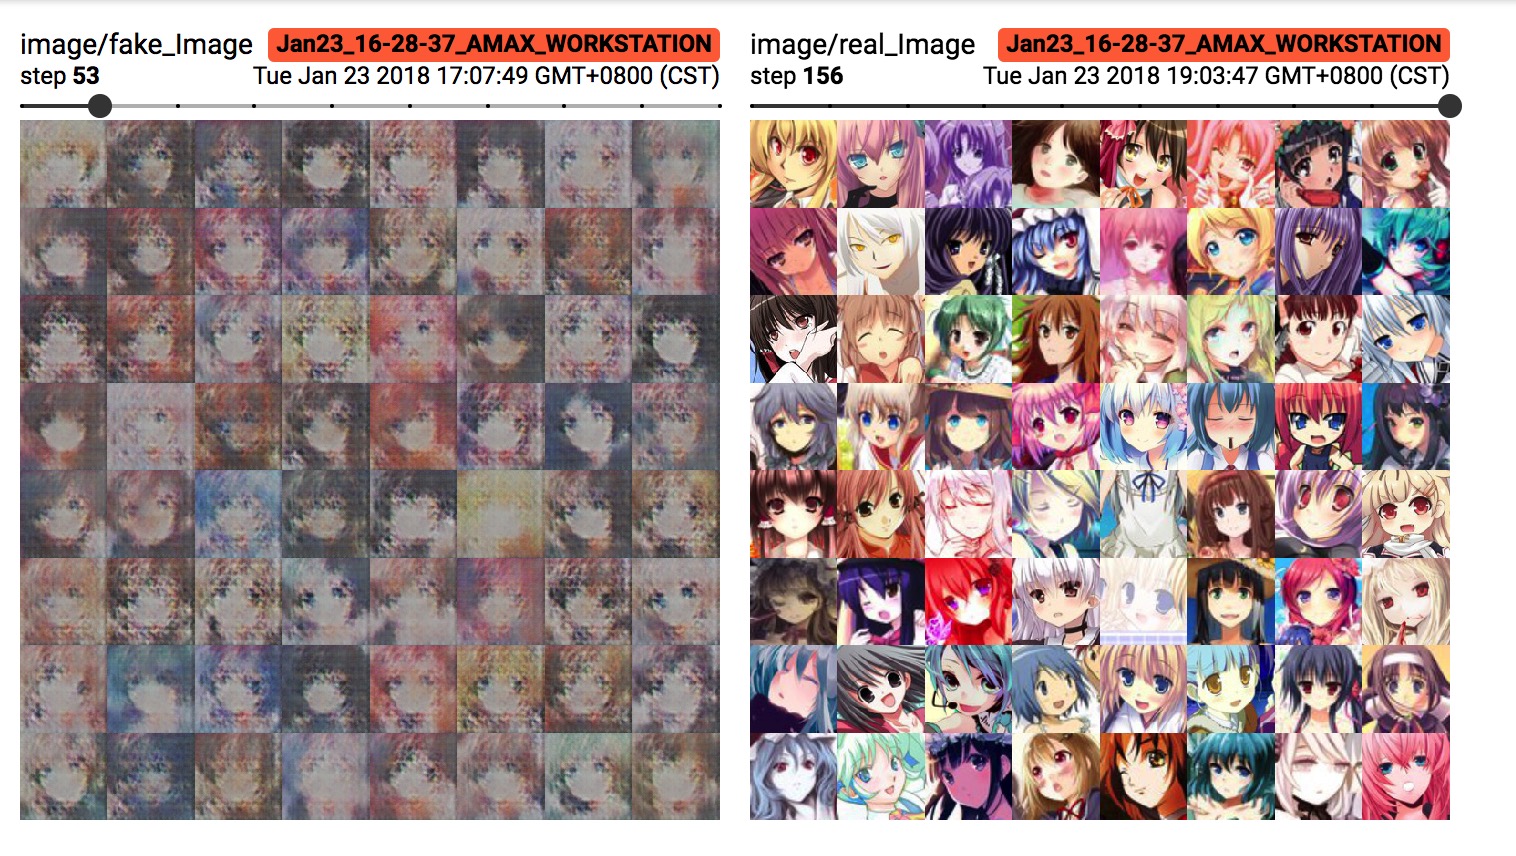 image/fake_Image Jan23_16-28-37_AMAX_WORKSTATION
step 53 Tue Jan 23 2018 17:07:49 GMT+0800 (CST)
image/real_Image Jan23_16-28-37_AMAX_WORKSTATION
step 156 Tue Jan 23 2018 19:03:47 GMT+0800 (CST)